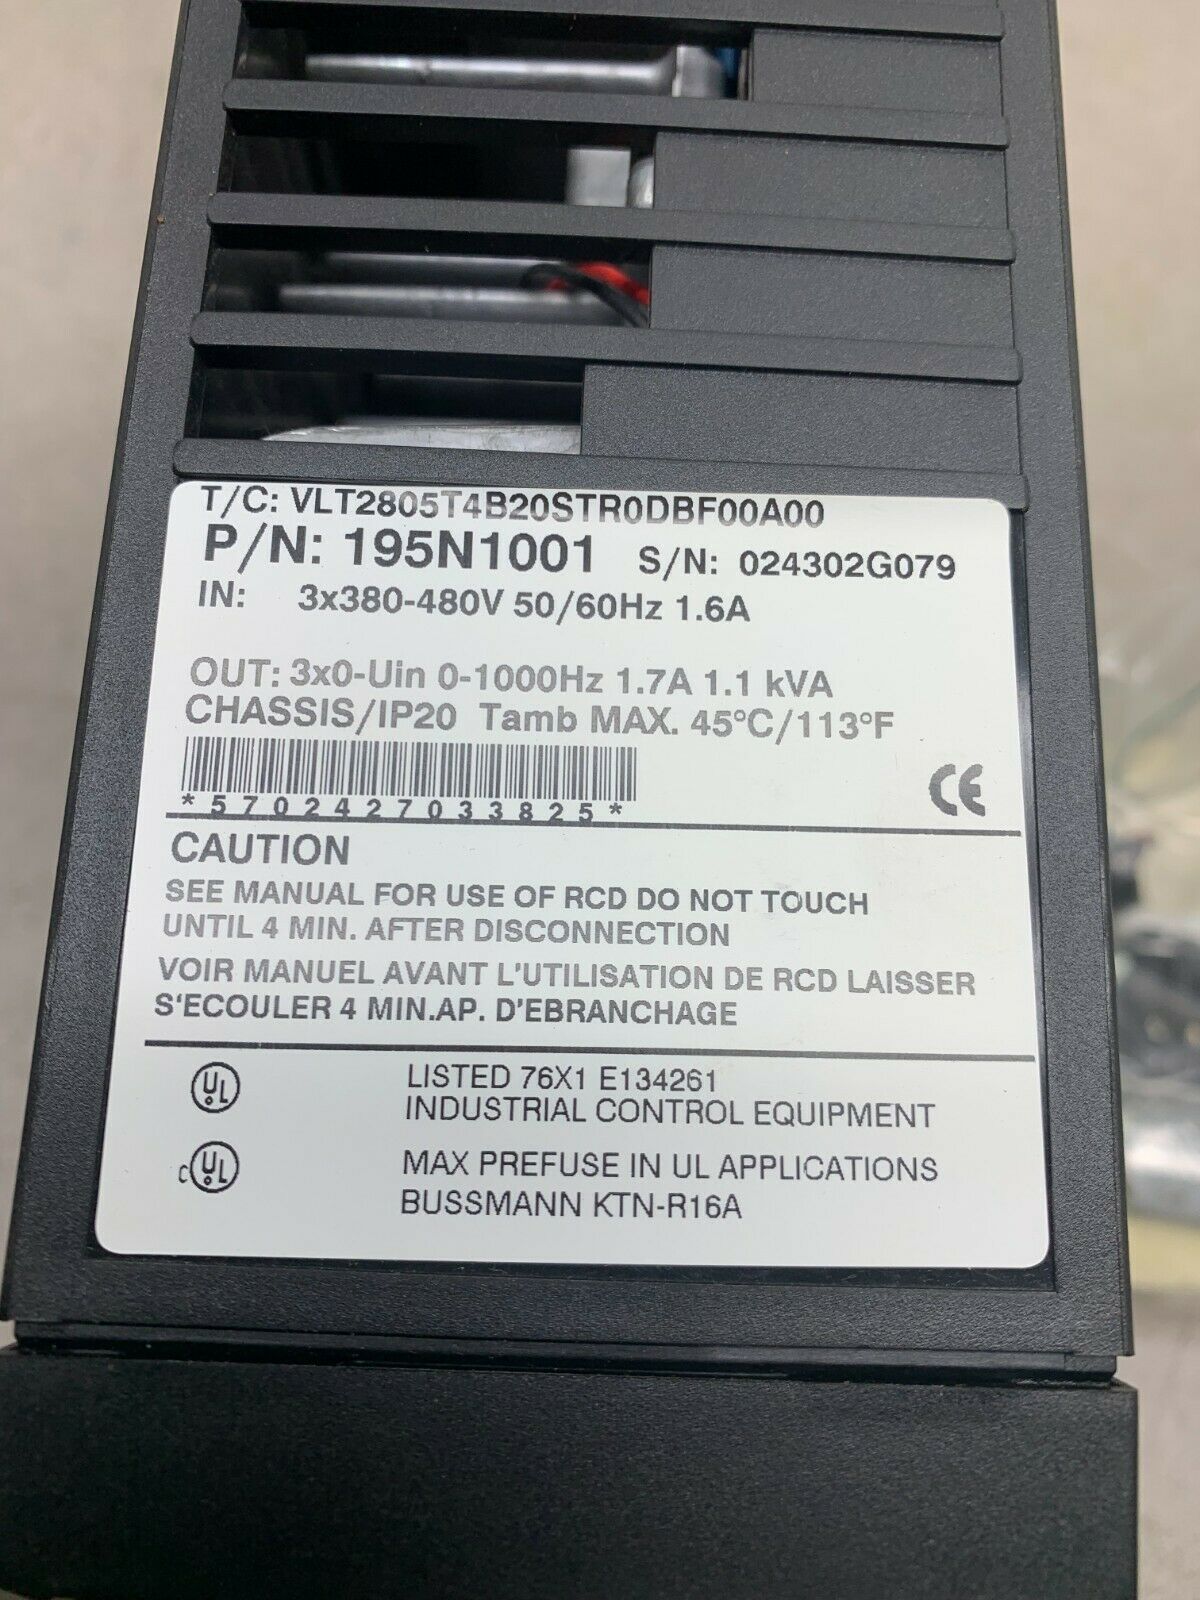 T/C: VLT2805T4B20STR0DBF00A00
P/N: 195N1001 S/N: 024302G079
IN: 3x380-480V 50/60Hz 1.6A
OUT: 3x0-Uin 0-1000Hz 1.7A 1.1 kVA
CHASSIS/IP20 Tamb MAX. 45°C/113°F
*5702427033825*
CE
CAUTION
SEE MANUAL FOR USE OF RCD DO NOT TOUCH
UNTIL 4 MIN. AFTER DISCONNECTION
VOIR MANUEL AVANT L'UTILISATION DE RCD LAISSER
S'ECOULER 4 MIN.AP. D'EBRANCHAGE
UL LISTED 76X1 E134261
INDUSTRIAL CONTROL EQUIPMENT
c UL MAX PREFUSE IN UL APPLICATIONS
BUSSMANN KTN-R16A